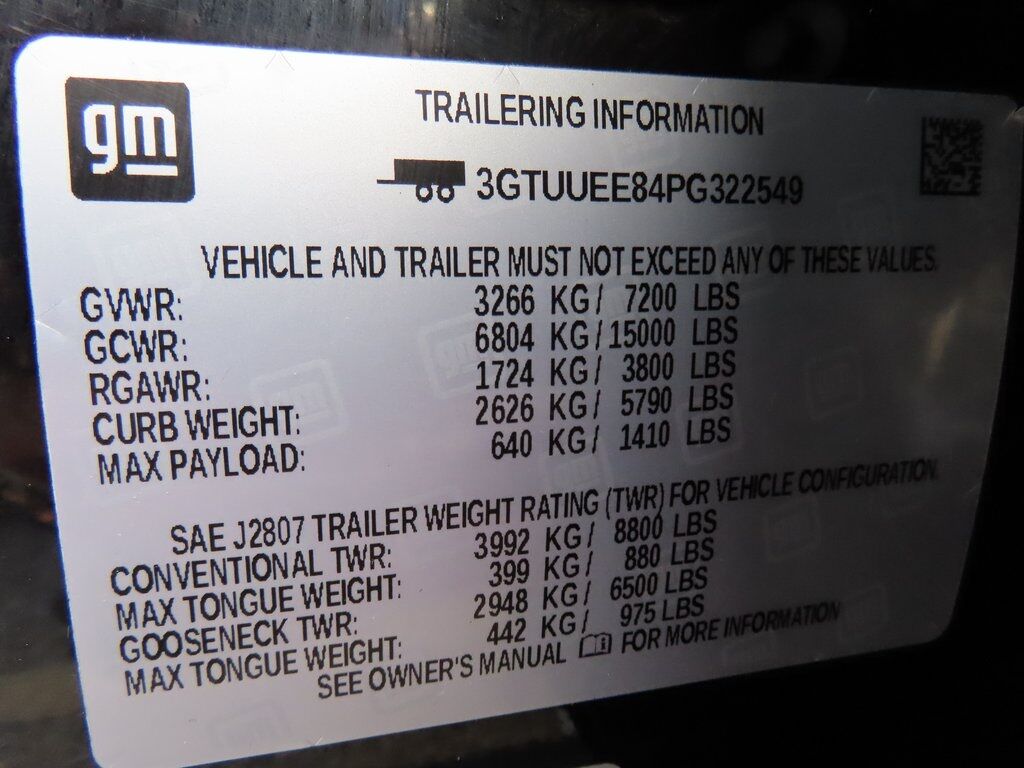 gm
TRAILERING INFORMATION
3GTUUEE84PG322549
VEHICLE AND TRAILER MUST NOT EXCEED ANY OF THESE VALUES.
GVWR: 3266 KG/ 7200 LBS
GCWR: 6804 KG/ 15000 LBS
RGAWR: 1724 KG/ 3800 LBS
CURB WEIGHT: 2626 KG/ 5790 LBS
MAX PAYLOAD: 640 KG/ 1410 LBS
SAE J2807 TRAILER WEIGHT RATING (TWR) FOR VEHICLE CONFIGURATION.
CONVENTIONAL TWR: 3992 KG/ 8800 LBS
MAX TONGUE WEIGHT: 399 KG/ 880 LBS
GOOSENECK TWR: 2948 KG/ 6500 LBS
MAX TONGUE WEIGHT: 442 KG/ 975 LBS
SEE OWNER'S MANUAL FOR MORE INFORMATION